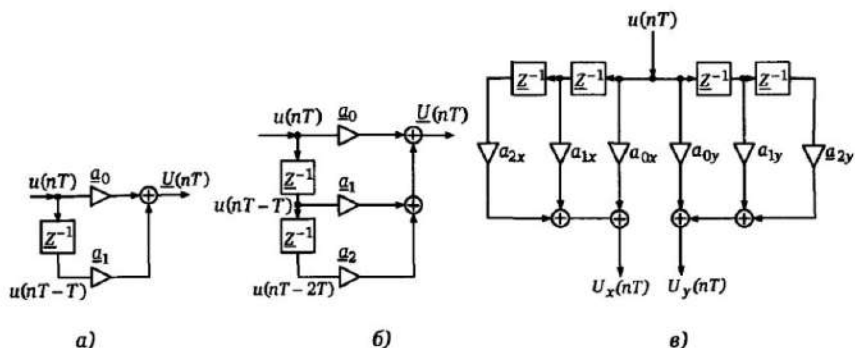 u(nT)
a₀
U(nT)
Z⁻¹
u(nT−T)
a₁
а)
u(nT)
a₀
U(nT)
Z⁻¹
u(nT−T)
a₁
Z⁻¹
u(nT−2T)
a₂
б)
u(nT)
Z⁻¹
Z⁻¹
Z⁻¹
Z⁻¹
a₂ₓ
a₁ₓ
a₀ₓ
a₀y
a₁y
a₂y
Uₓ(nT)
Uy(nT)
в)